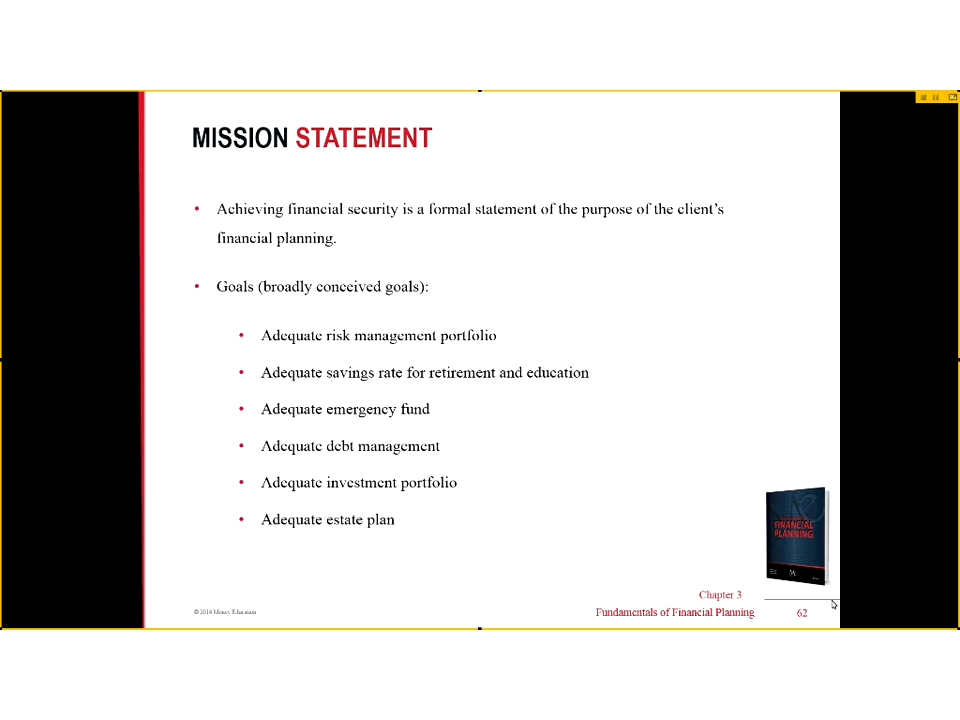 MISSION STATEMENT
• Achieving financial security is a formal statement of the purpose of the client's
financial planning.
• Goals (broadly conceived goals):
• Adequate risk management portfolio
• Adequate savings rate for retirement and education
• Adequate emergency fund
• Adequate debt management
• Adequate investment portfolio
• Adequate estate plan
FINANCIAL
PLANNING
Chapter 3
© 2014 Money Education
Fundamentals of Financial Planning
62